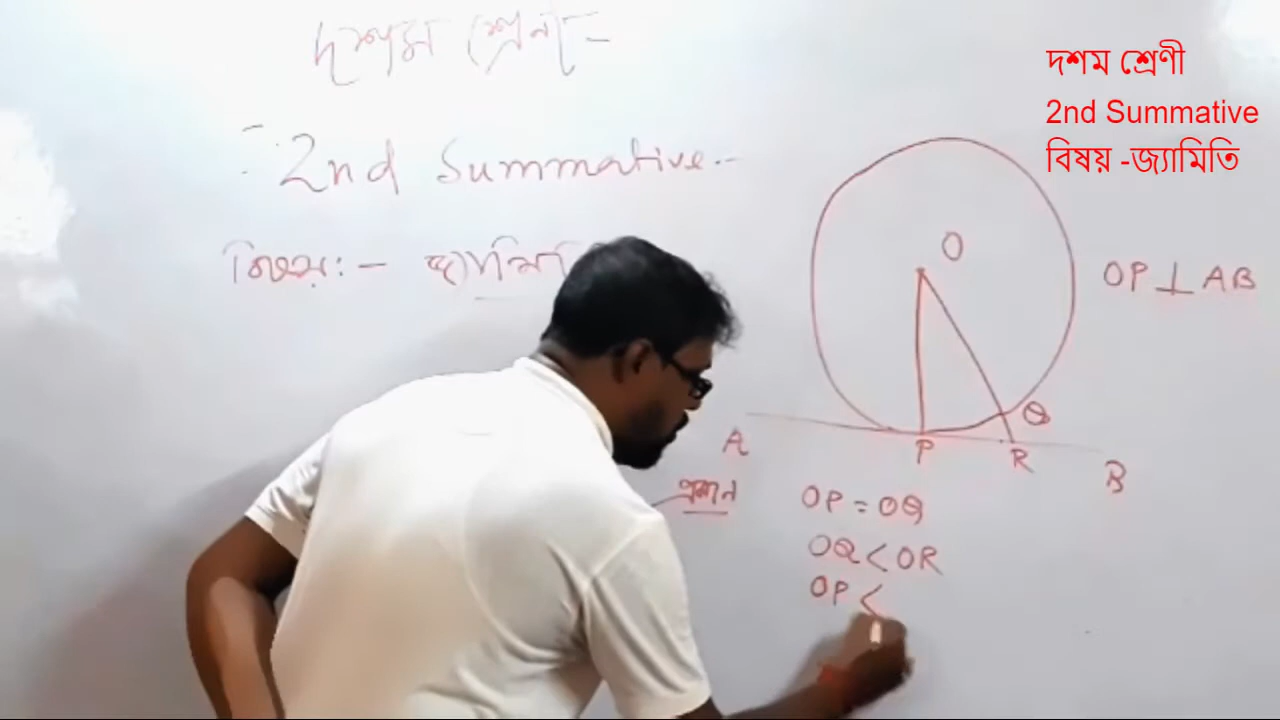 দশম শ্রেণী-
2nd Summative.-
বিষয়:- জ্যামিতি
দশম শ্রেণী
2nd Summative
বিষয় -জ্যামিতি
O
OP ⊥ AB
Q
A
P
R
B
প্রমান
OP = OQ
OQ < OR
OP <